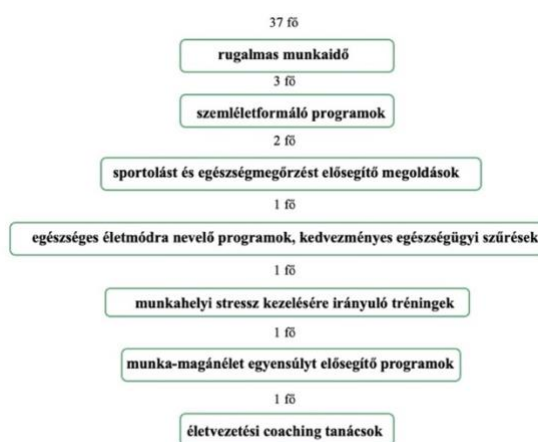 37 fő
rugalmas munkaidő
3 fő
szemléletformáló programok
2 fő
sportolást és egészségmegőrzést elősegítő megoldások
1 fő
egészséges életmódra nevelő programok, kedvezményes egészségügyi szűrések
1 fő
munkahelyi stressz kezelésére irányuló tréningek
1 fő
munka-magánélet egyensúlyt elősegítő programok
1 fő
életvezetési coaching tanácsok